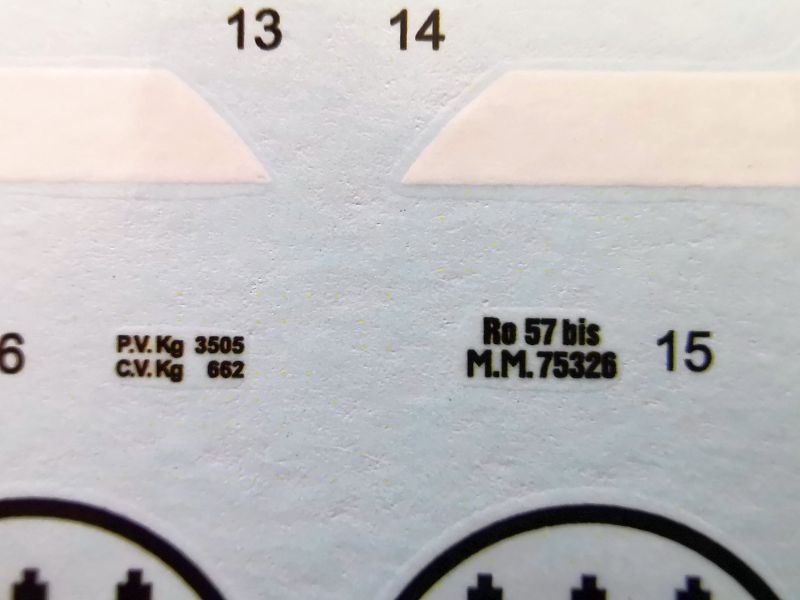 13 14
P.V.Kg 3505
C.V.Kg 662
Ro 57 bis
M.M.75326
6
15